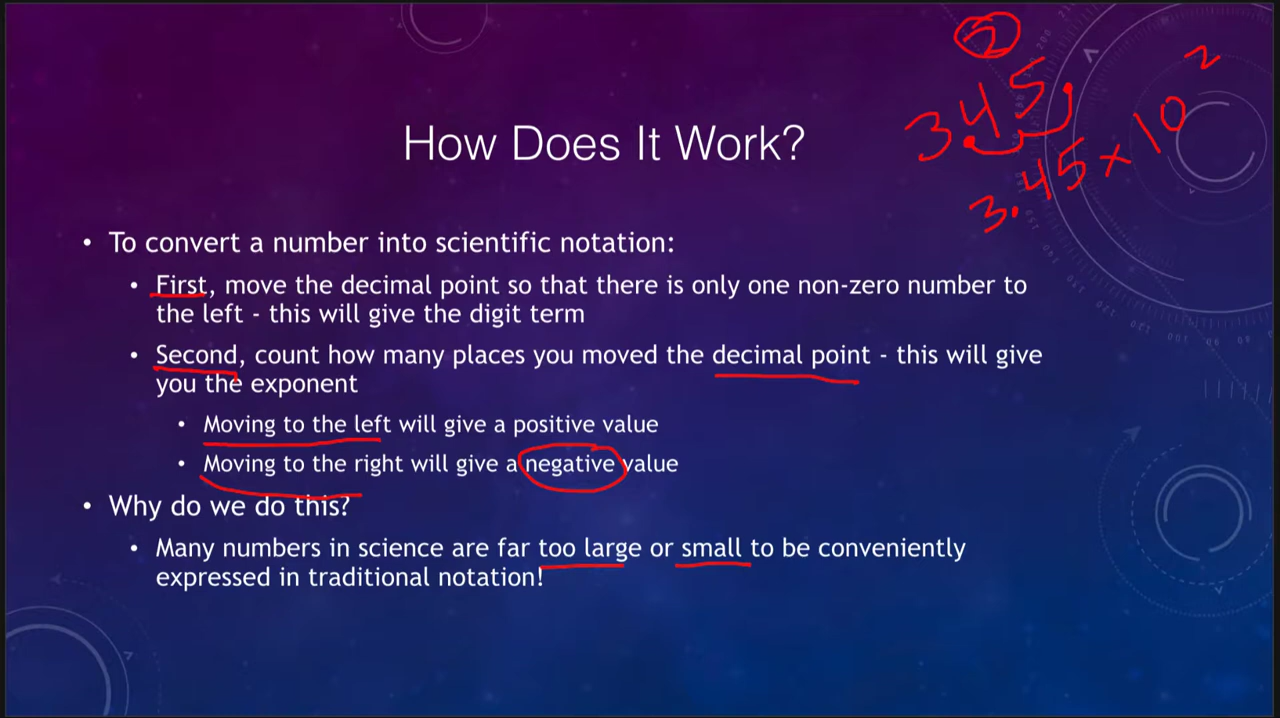 2
345.
3.45 x 10²
How Does It Work?
• To convert a number into scientific notation:
• First, move the decimal point so that there is only one non-zero number to
the left - this will give the digit term
• Second, count how many places you moved the decimal point - this will give
you the exponent
• Moving to the left will give a positive value
• Moving to the right will give a negative value
• Why do we do this?
• Many numbers in science are far too large or small to be conveniently
expressed in traditional notation!